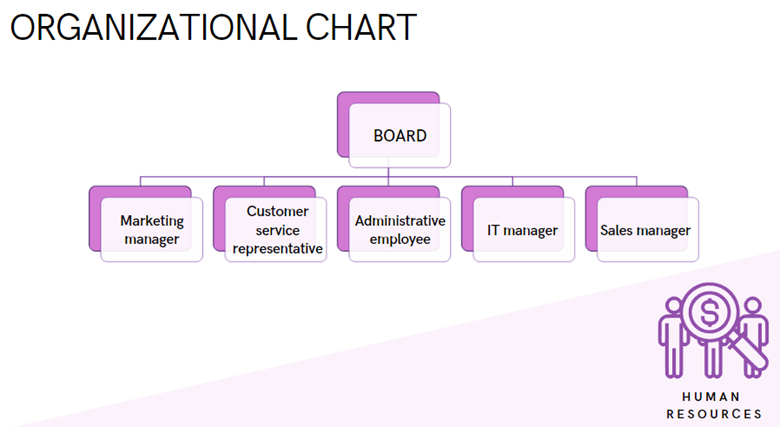 ORGANIZATIONAL CHART
BOARD
Marketing
manager
Customer
service
representative
Administrative
employee
IT manager
Sales manager
$
HUMAN
RESOURCES